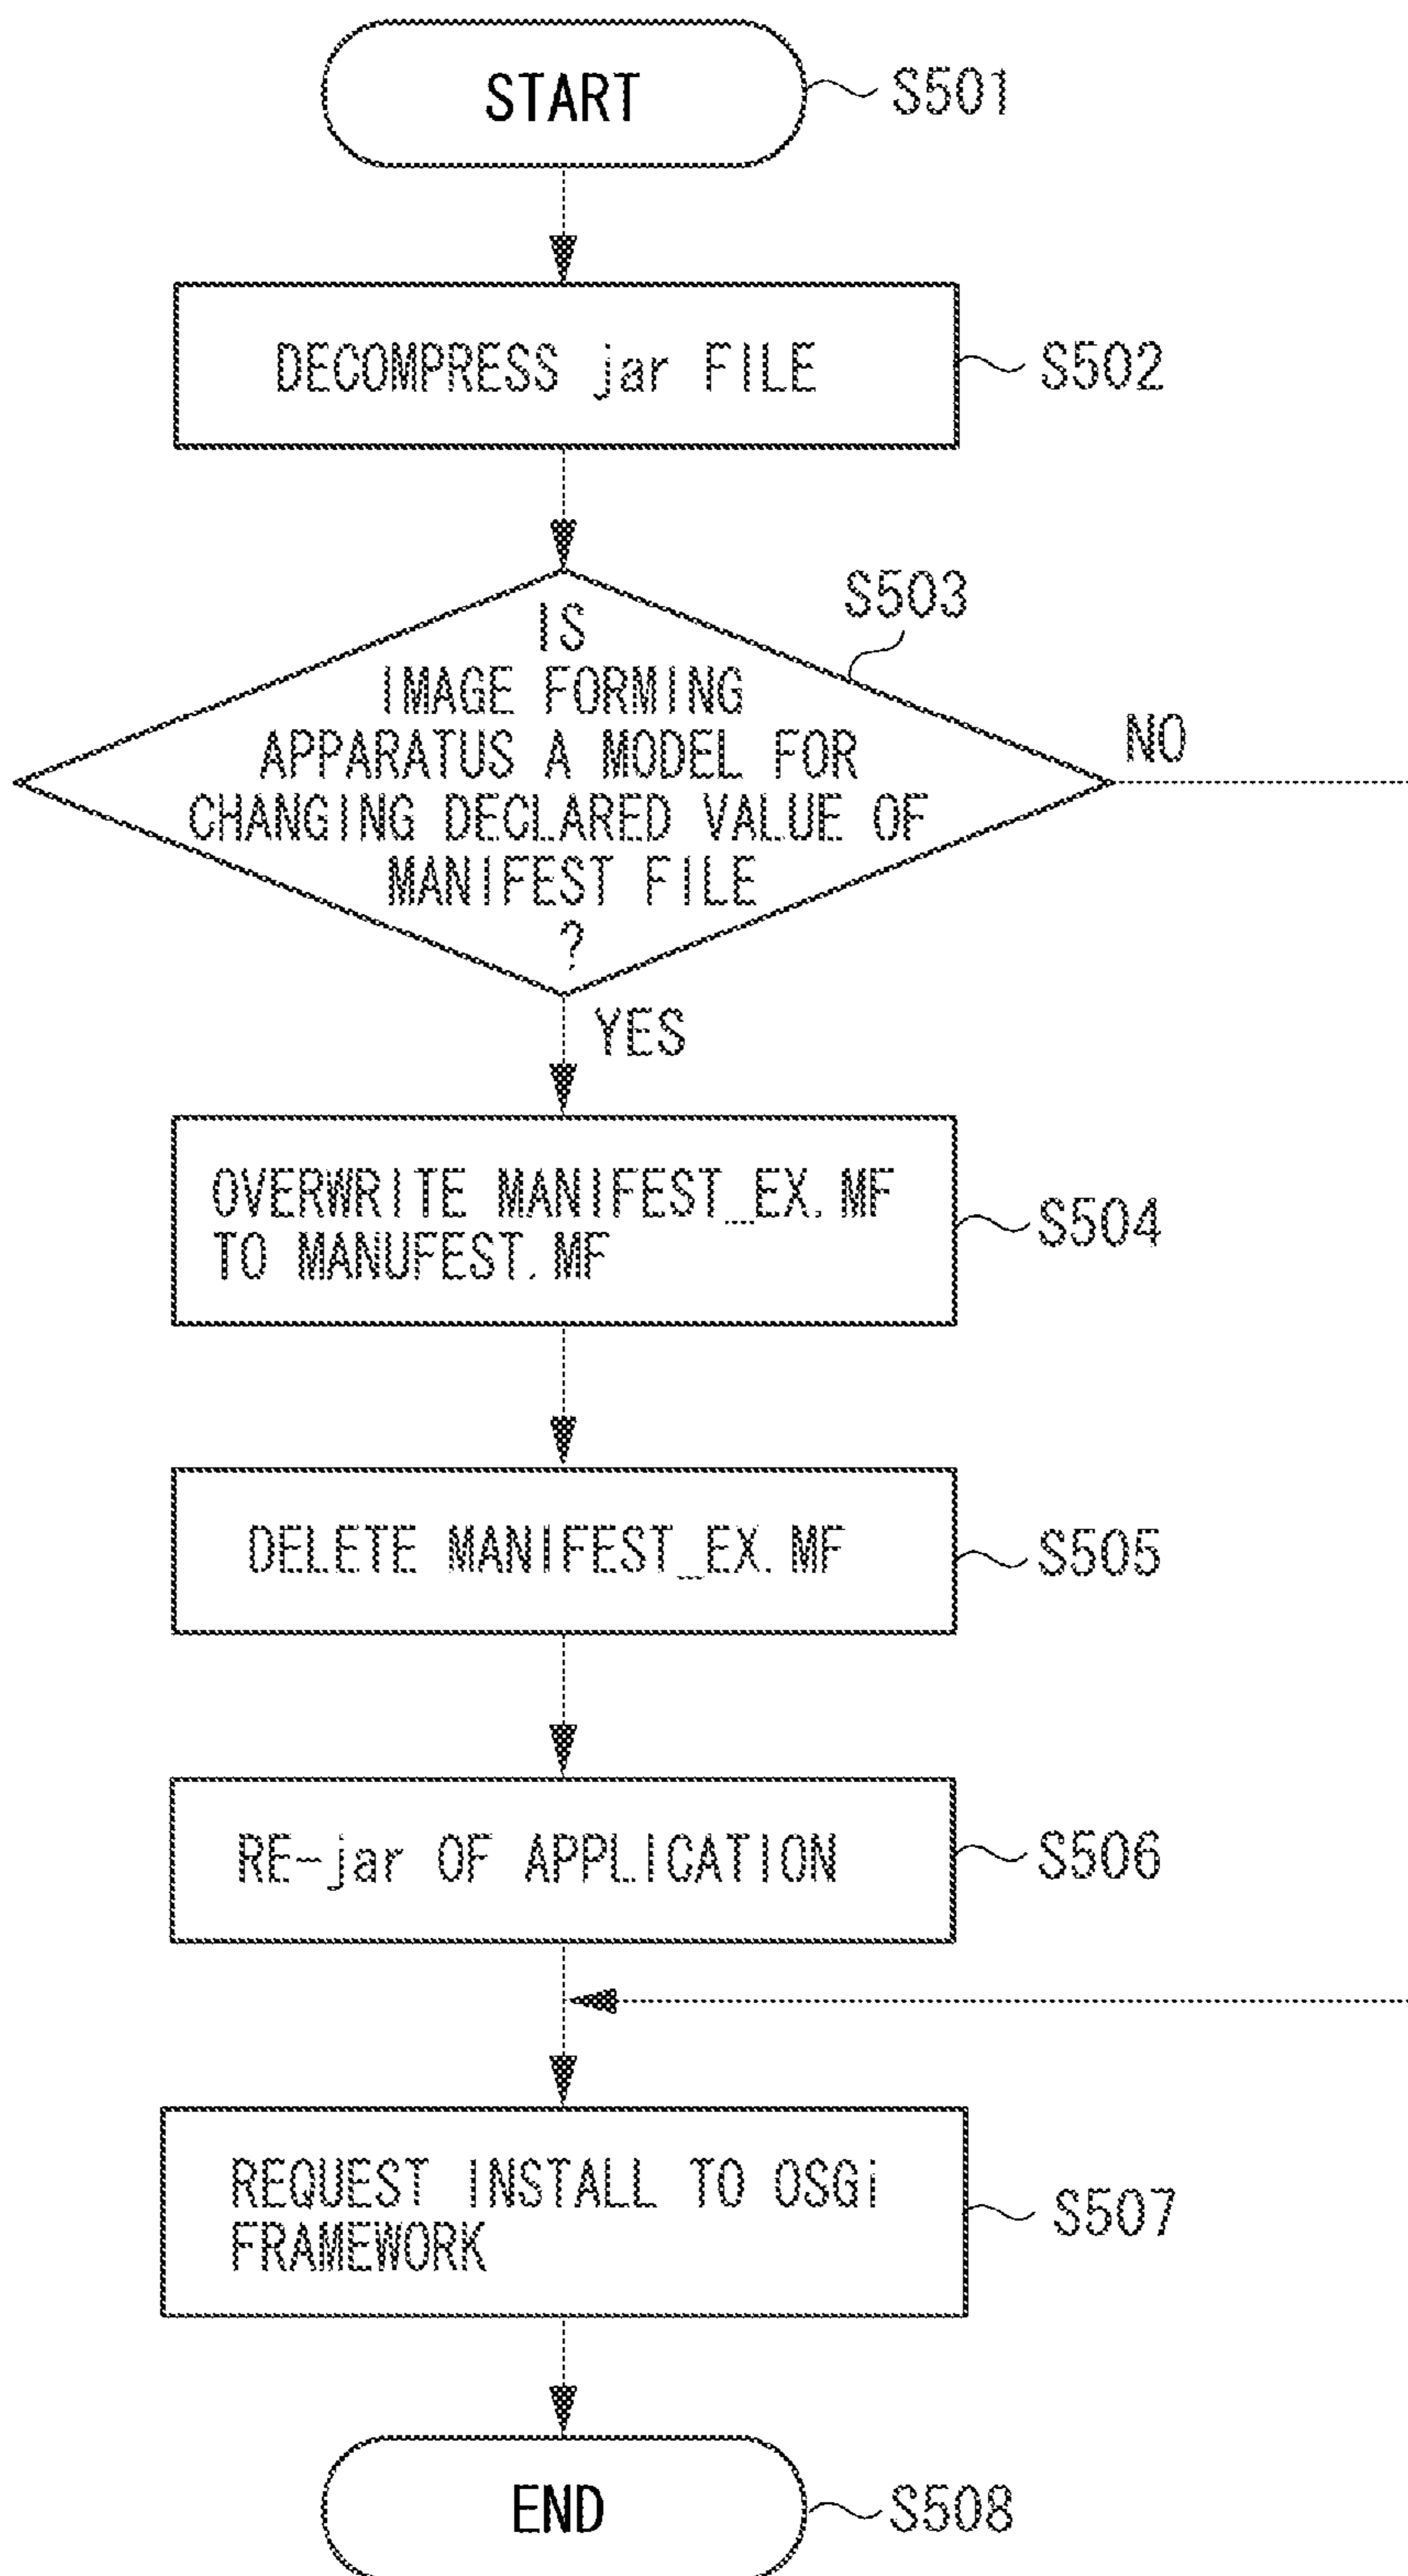 START
S501
DECOMPRESS jar FILE
S502
S503
IS
IMAGE FORMING
APPARATUS A MODEL FOR
CHANGING DECLARED VALUE OF
MANIFEST FILE
?
NO
YES
OVERWRITE MANIFEST_EX.MF
TO MANUFEST.MF
S504
DELETE MANIFEST_EX.MF
S505
RE-jar OF APPLICATION
S506
REQUEST INSTALL TO OSGi
FRAMEWORK
S507
END
S508